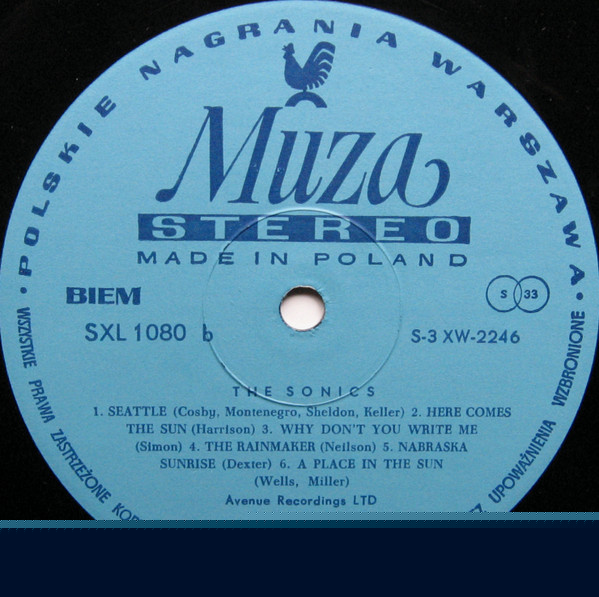 POLSKIE NAGRANIA WARSZAWA
Muza
STEREO
MADE IN POLAND
BIEM
S 33
SXL 1080 b
S-3 XW-2246
THE SONICS
1. SEATTLE (Cosby, Montenegro, Sheldon, Keller) 2. HERE COMES
THE SUN (Harrison) 3. WHY DON'T YOU WRITE ME
(Simon) 4. THE RAINMAKER (Neilson) 5. NABRASKA
SUNRISE (Dexter) 6. A PLACE IN THE SUN
(Wells, Miller)
Avenue Recordings LTD
WSZYSTKIE PRAWA ZASTRZEŻONE
UPOWAŻNIENIA WZBRONIONE